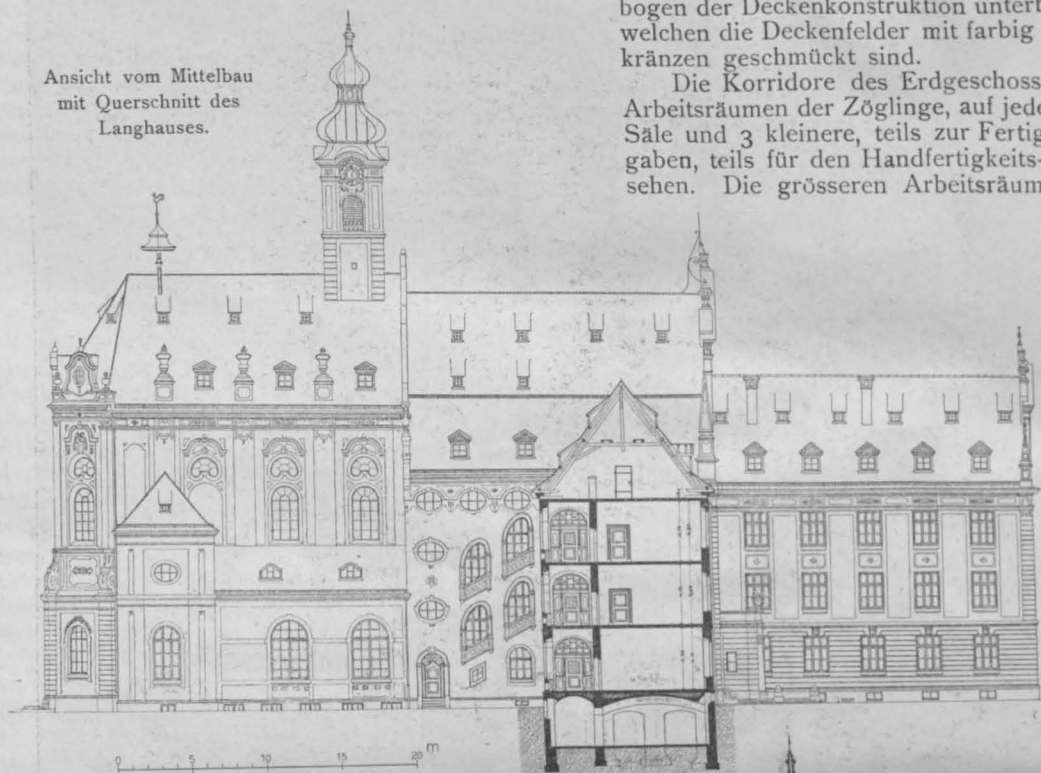 bogen der Deckenkonstruktion unterb
welchen die Deckenfelder mit farbig
kränzen geschmückt sind.
Die Korridore des Erdgeschoss
Arbeitsräumen der Zöglinge, auf jede
Säle und 3 kleinere, teils zur Fertig
gaben, teils für den Handfertigkeits-
sehen. Die grösseren Arbeitsräum
Ansicht vom Mittelbau
mit Querschnitt des
Langhauses.
0 5 10 15 20 m